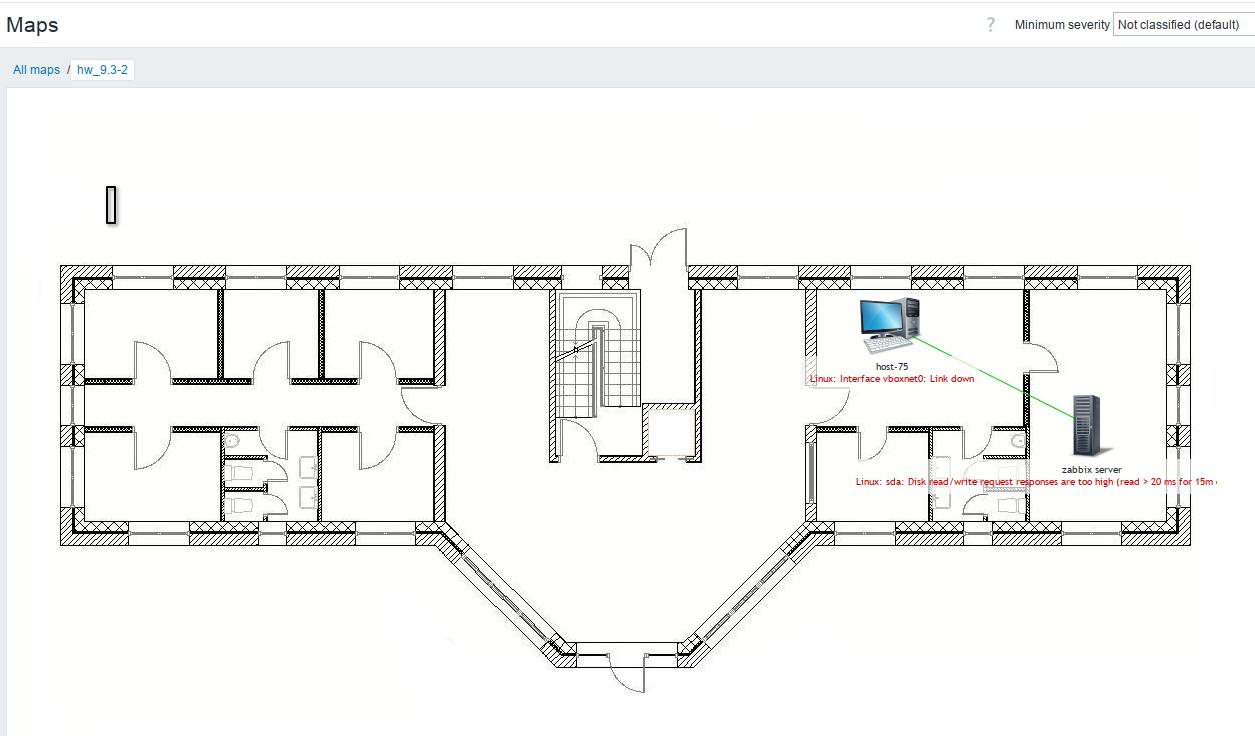 Maps
? Minimum severity Not classified (default)
All maps / hw_9.3-2
host-75
Linux: Interface vboxnet0: Link down
zabbix server
Linux: sda: Disk read/write request responses are too high (read > 20 ms for 15m